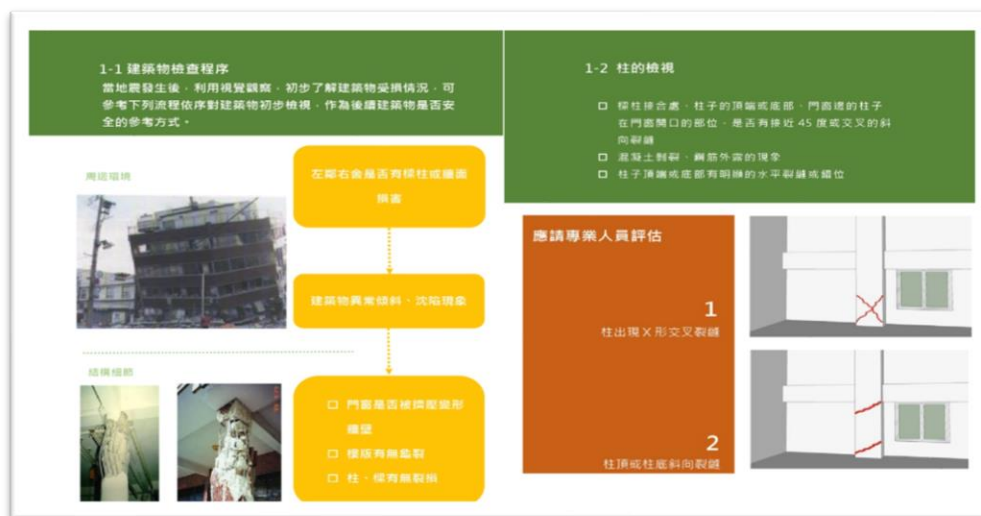 1-1 建築物檢查程序
當地震發生後，利用視覺觀察，初步了解建築物受損情況，可
參考下列流程依序對建築物初步檢視，作為後續建築物是否安
全的參考方式。
周遭環境
左鄰右舍是否有樑柱或牆面
損害
建築物異常傾斜、沈陷現象
結構細節
□ 門窗是否被擠壓變形
牆壁
□ 樓版有無龜裂
□ 柱、樑有無裂損
1-2 柱的檢視
□ 樑柱接合處、柱子的頂端或底部、門窗邊的柱子
在門窗開口的部位，是否有接近 45 度或交叉的斜
向裂縫
□ 混凝土剝裂、鋼筋外露的現象
□ 柱子頂端或底部有明顯的水平裂縫或錯位
應請專業人員評估
1
柱出現 X 形交叉裂縫
2
柱頂或柱底斜向裂縫